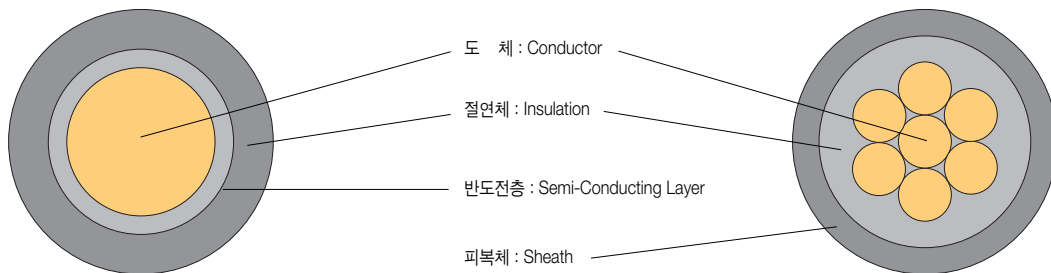 도 체 : Conductor
절연체 : Insulation
반도전층 : Semi-Conducting Layer
피복체 : Sheath